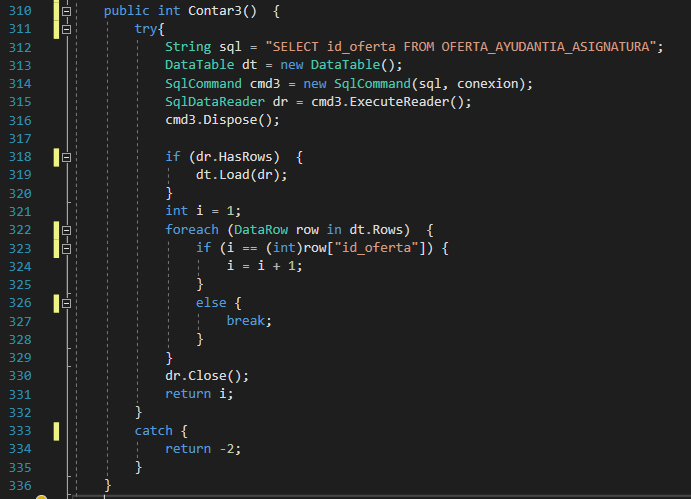 310 public int Contar3() {
311 try{
312 String sql = "SELECT id_oferta FROM OFERTA_AYUDANTIA_ASIGNATURA";
313 DataTable dt = new DataTable();
314 SqlCommand cmd3 = new SqlCommand(sql, conexion);
315 SqlDataReader dr = cmd3.ExecuteReader();
316 cmd3.Dispose();
317
318 if (dr.HasRows) {
319 dt.Load(dr);
320 }
321 int i = 1;
322 foreach (DataRow row in dt.Rows) {
323 if (i == (int)row["id_oferta"]) {
324 i = i + 1;
325 }
326 else {
327 break;
328 }
329 }
330 dr.Close();
331 return i;
332 }
333 catch {
334 return -2;
335 }
336 }